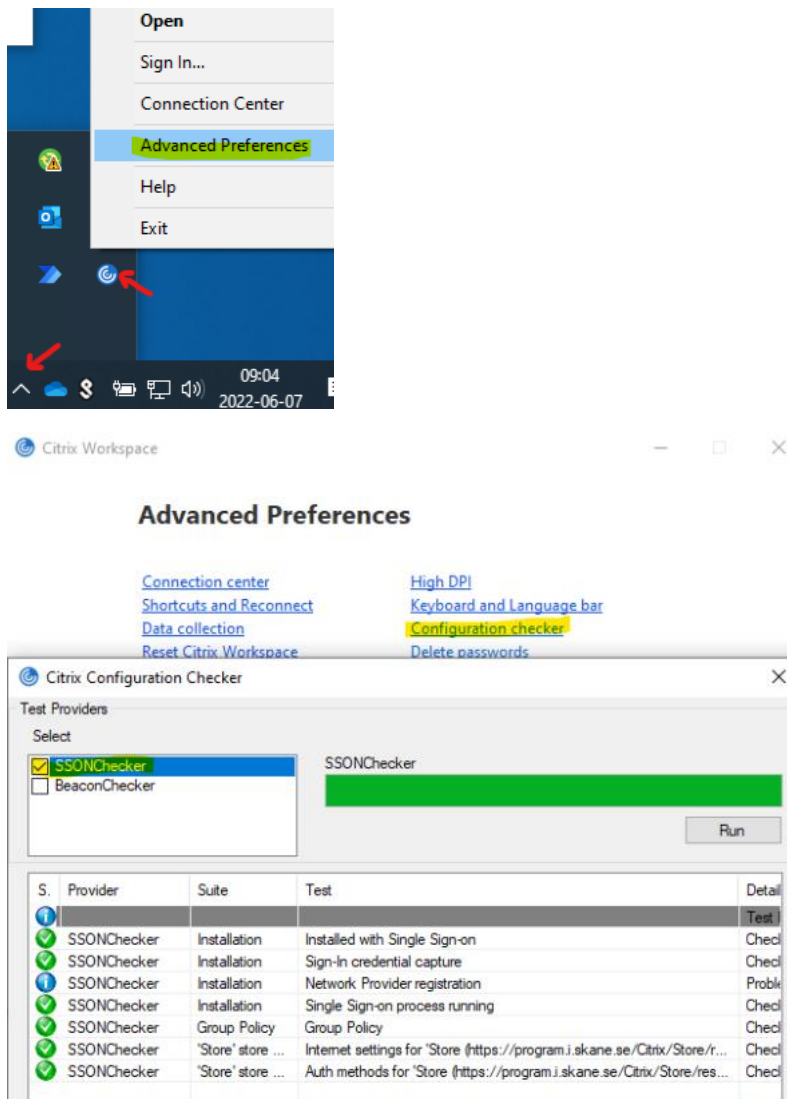 Open
Sign In...
Connection Center
Advanced Preferences
Help
Exit
09:04
2022-06-07
Citrix Workspace
Advanced Preferences
Connection center High DPI
Shortcuts and Reconnect Keyboard and Language bar
Data collection Configuration checker
Reset Citrix Workspace Delete passwords
Citrix Configuration Checker
Test Providers
Select
SSONChecker SSONChecker
BeaconChecker
Run
S. Provider Suite Test Detail
Test
SSONChecker Installation Installed with Single Sign-on Check
SSONChecker Installation Sign-In credential capture Check
SSONChecker Installation Network Provider registration Proble
SSONChecker Installation Single Sign-on process running Check
SSONChecker Group Policy Group Policy Check
SSONChecker 'Store' store ... Internet settings for 'Store (https://program.i.skane.se/Citrix/Store/r... Check
SSONChecker 'Store' store ... Auth methods for 'Store (https://program.i.skane.se/Citrix/Store/res... Check